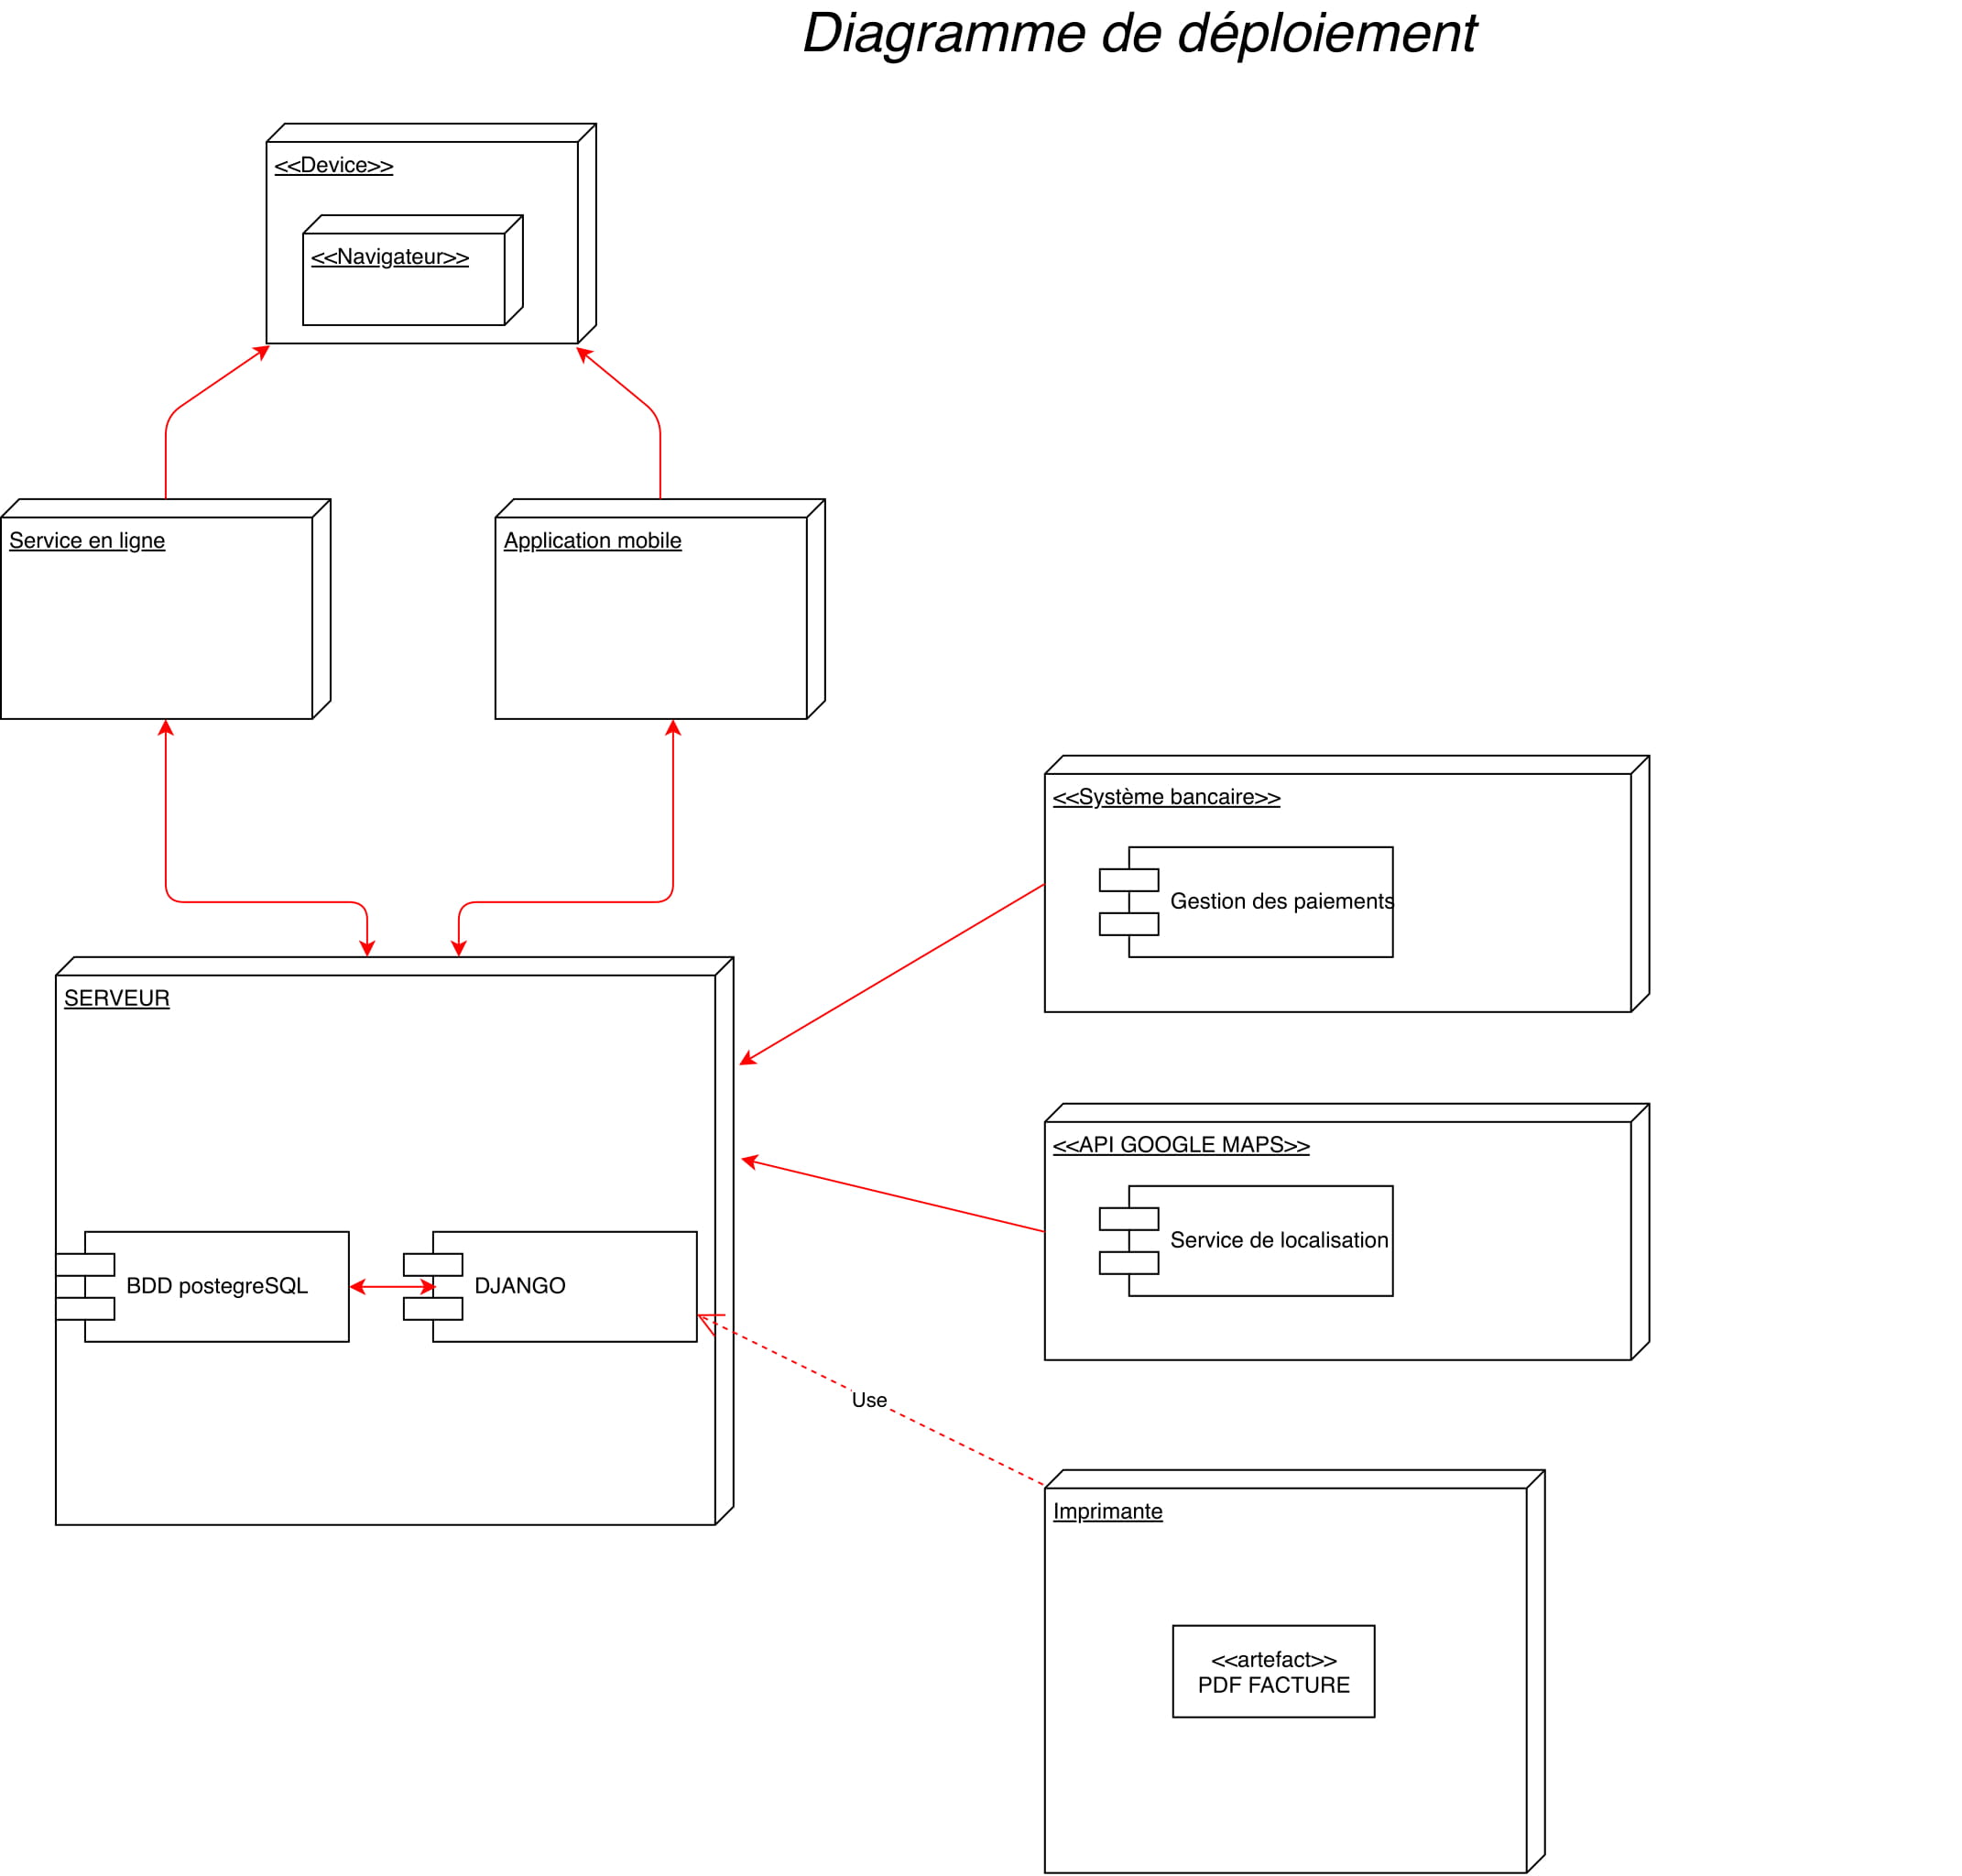 Diagramme de déploiement
<<Device>>
<<Navigateur>>
Service en ligne
Application mobile
<<Système bancaire>>
Gestion des paiements
SERVEUR
<<API GOOGLE MAPS>>
Service de localisation
BDD postegreSQL
DJANGO
Use
Imprimante
<<artefact>>
PDF FACTURE